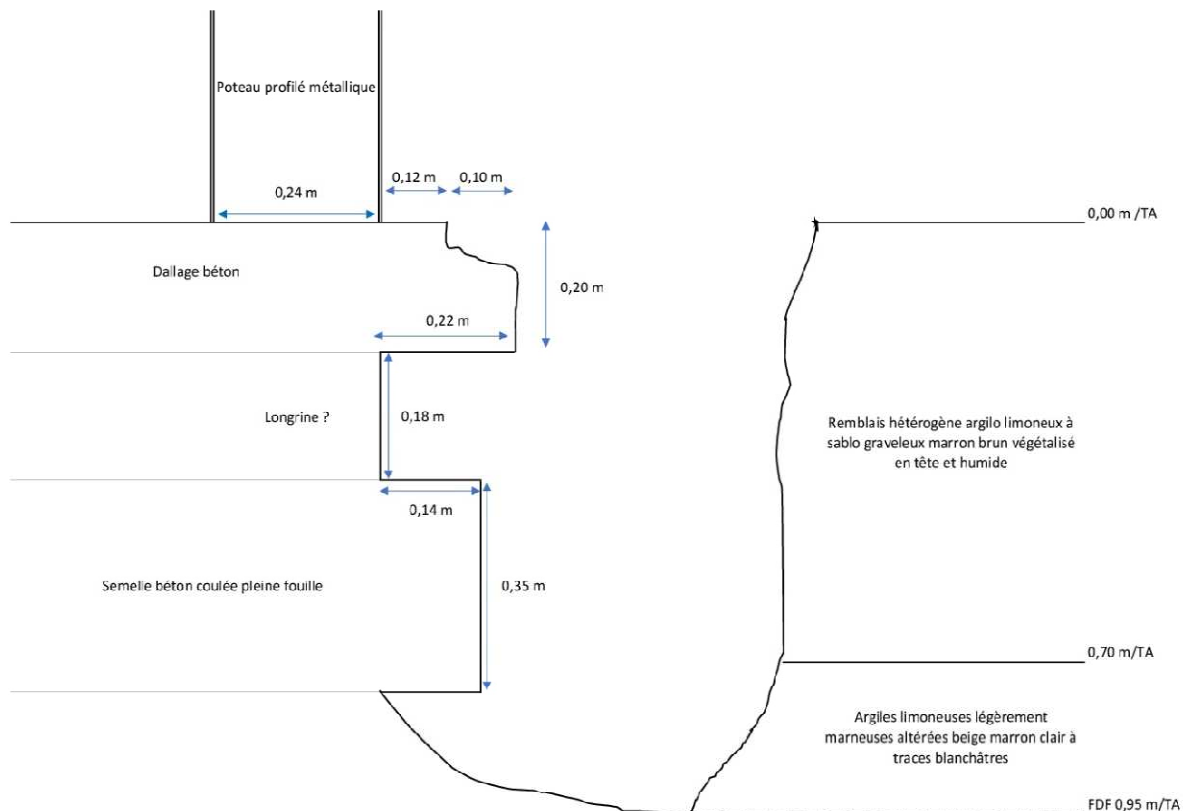 Poteau profilé métallique
0,12 m
0,10 m
0,24 m
0,00 m /TA
Dallage béton
0,20 m
0,22 m
Longrine ?
0,18 m
Remblais hétérogène argilo limoneux à
sablo graveleux marron brun végétalisé
en tête et humide
0,14 m
Semelle béton coulée pleine fouille
0,35 m
0,70 m/TA
Argiles limoneuses légèrement
marneuses altérées beige marron clair à
traces blanchâtres
FDF 0,95 m/TA